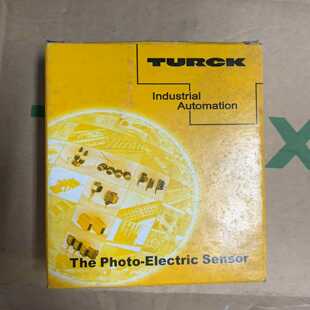 TURCK
Industrial
Automation
The Photo-Electric Sensor